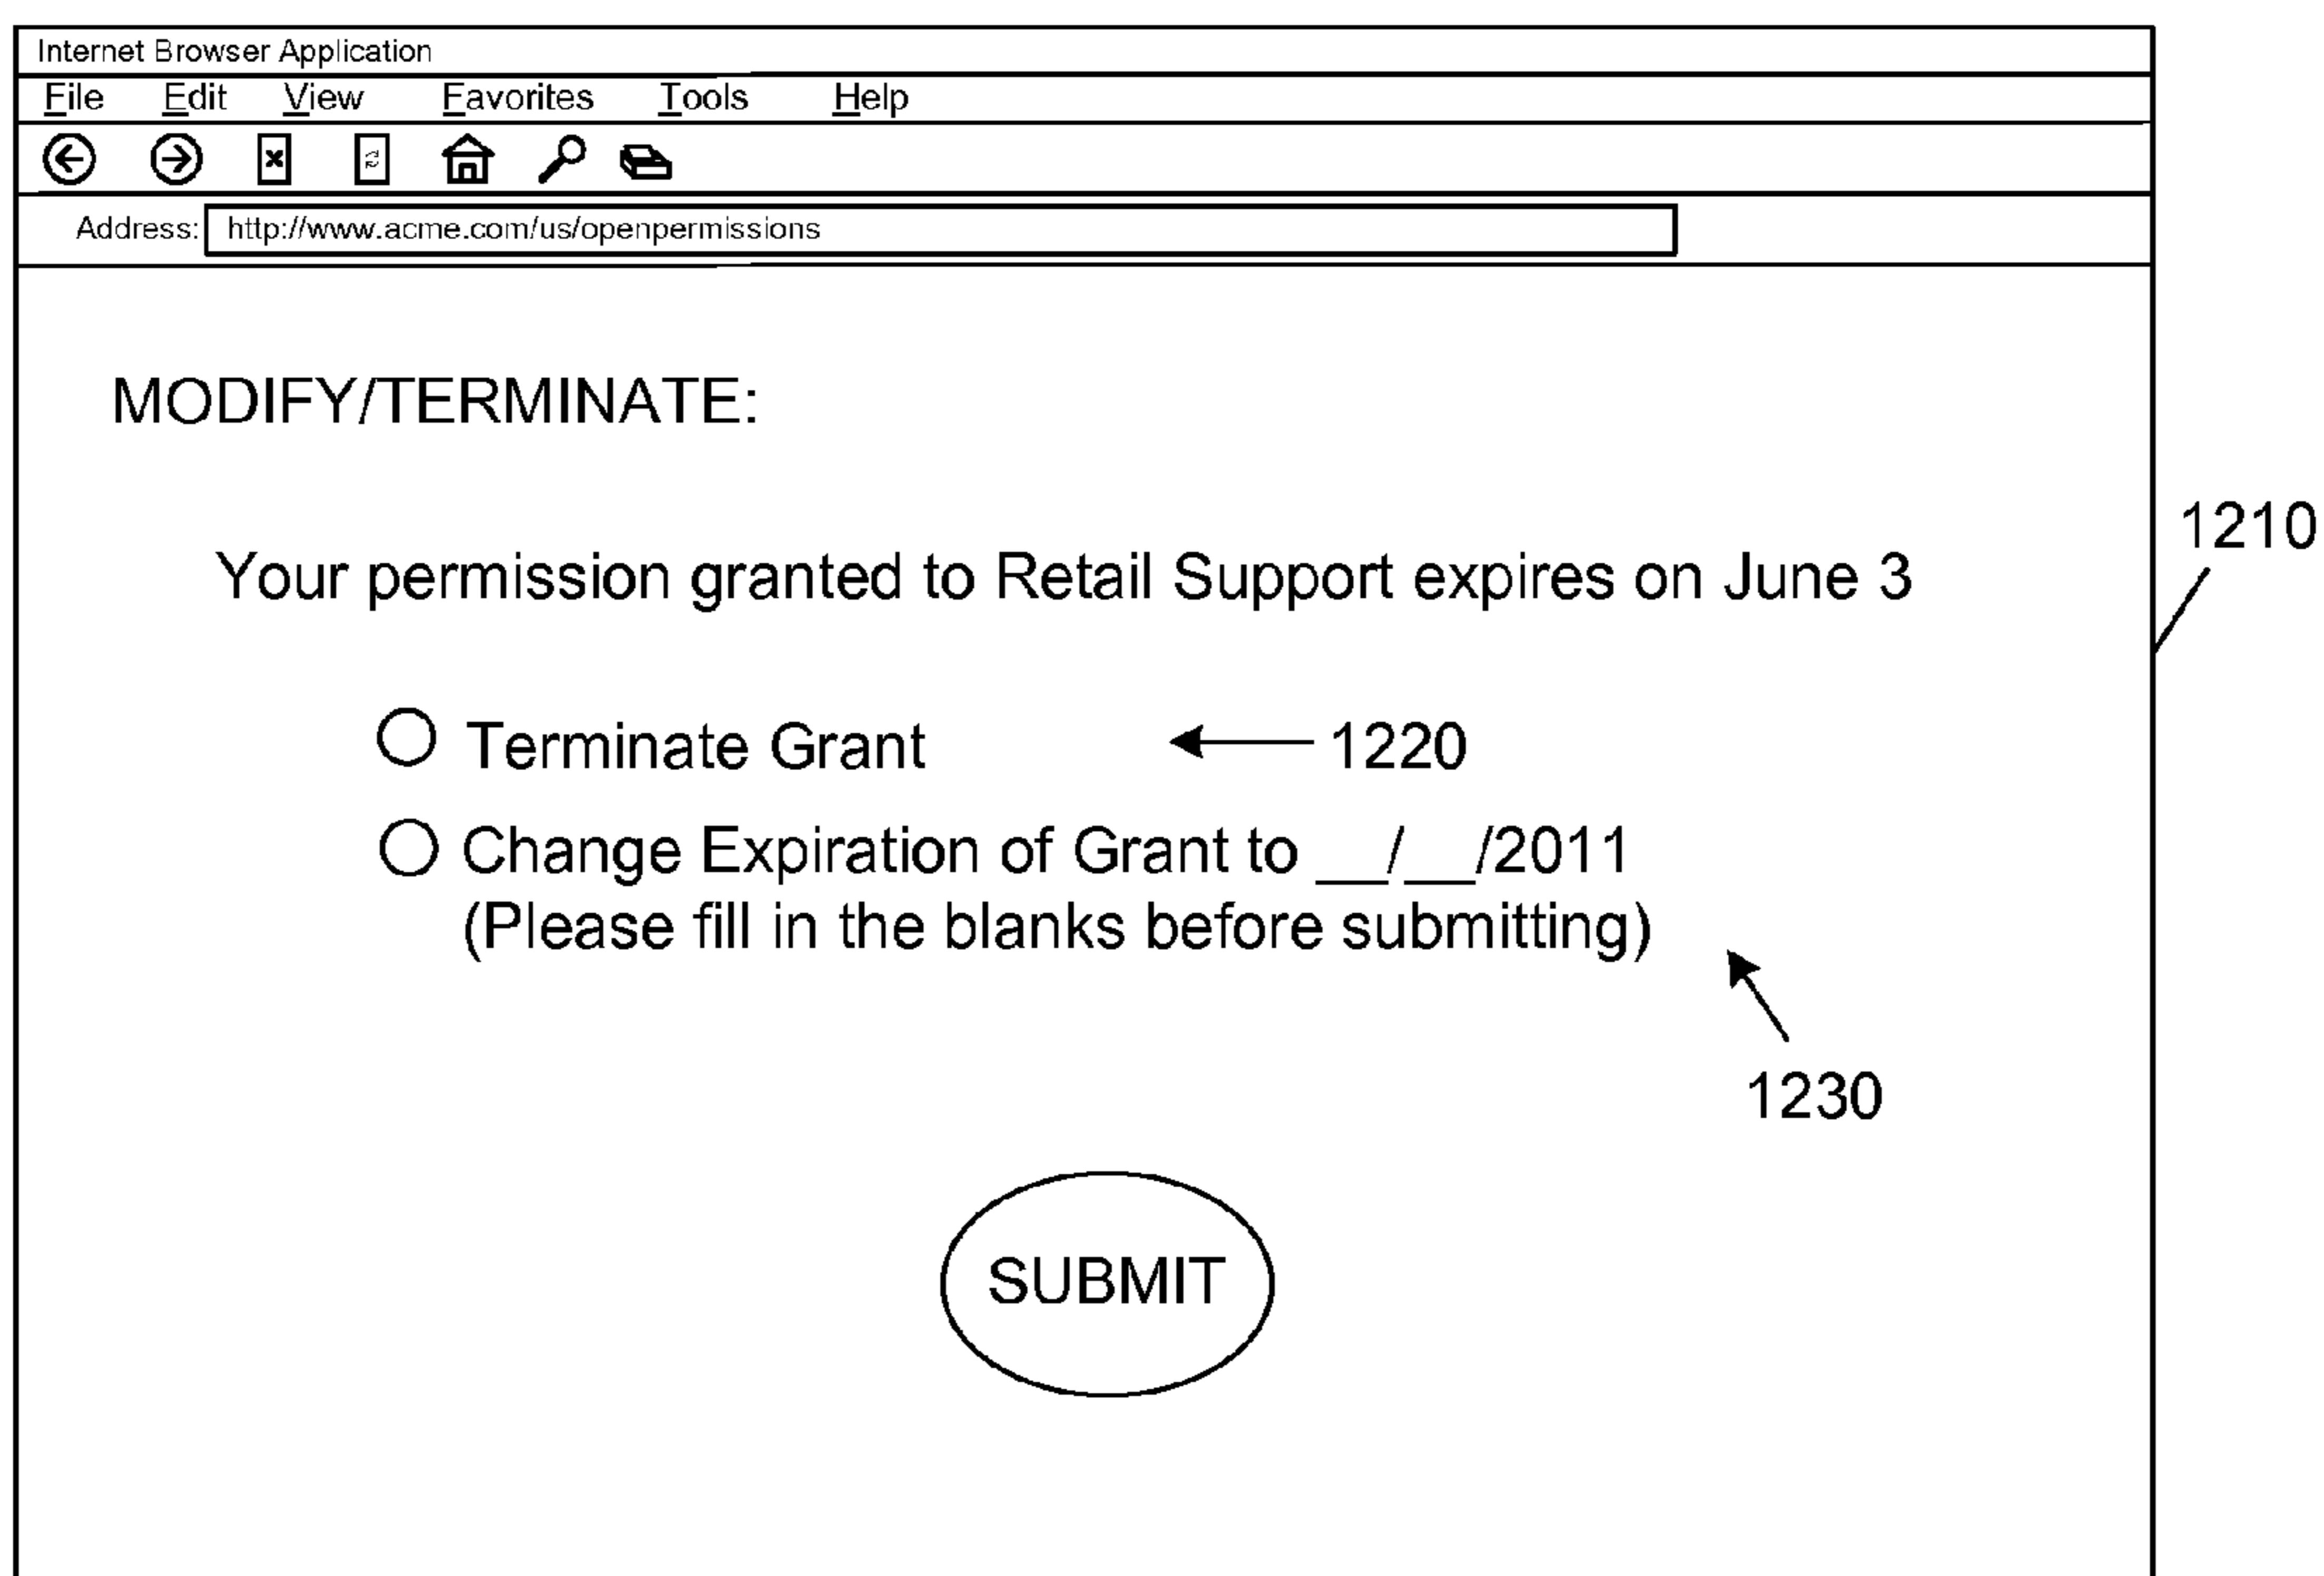 Internet Browser Application
File Edit View Favorites Tools Help
Address: http://www.acme.com/us/openpermissions
MODIFY/TERMINATE:
1210
Your permission granted to Retail Support expires on June 3
Terminate Grant 1220
Change Expiration of Grant to __/__/2011
(Please fill in the blanks before submitting)
1230
SUBMIT